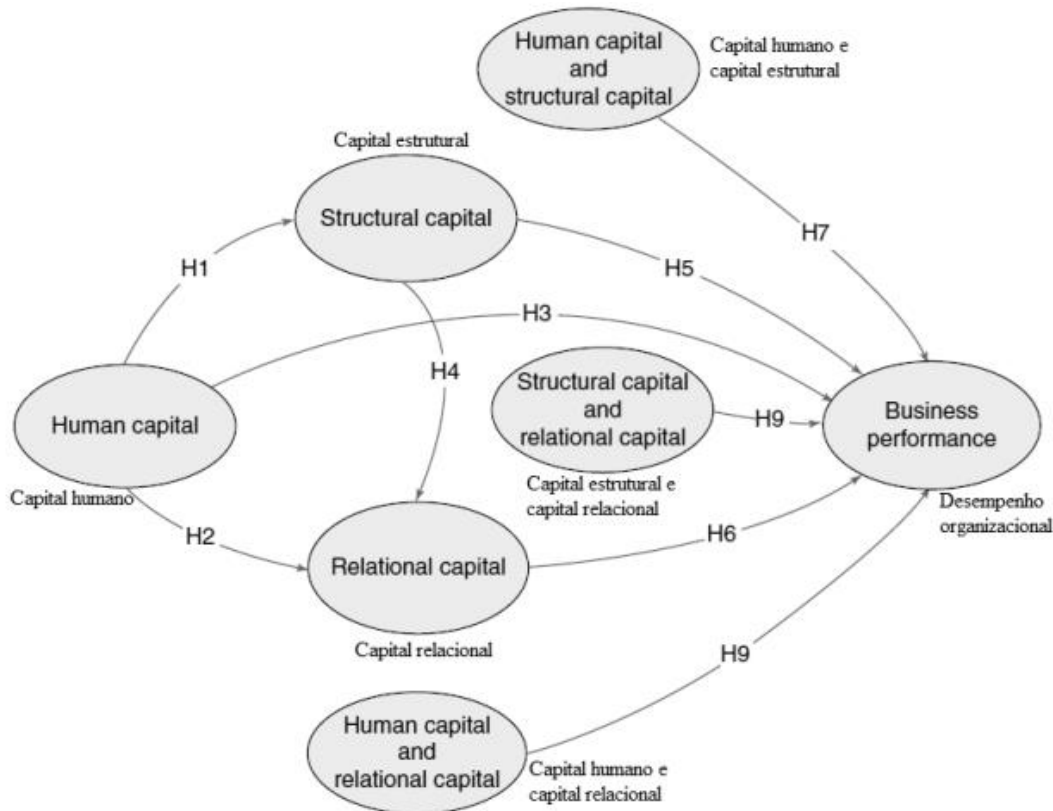 Human capital
and
structural capital
Capital humano e
capital estrutural
Capital estrutural
Structural capital
H7
H1
H5
H3
H4
Structural capital
and
relational capital
H9
Business
performance
Human capital
Capital humano
Capital estrutural e
capital relacional
Desempenho
organizacional
H2
H6
Relational capital
Capital relacional
H9
Human capital
and
relational capital
Capital humano e
capital relacional